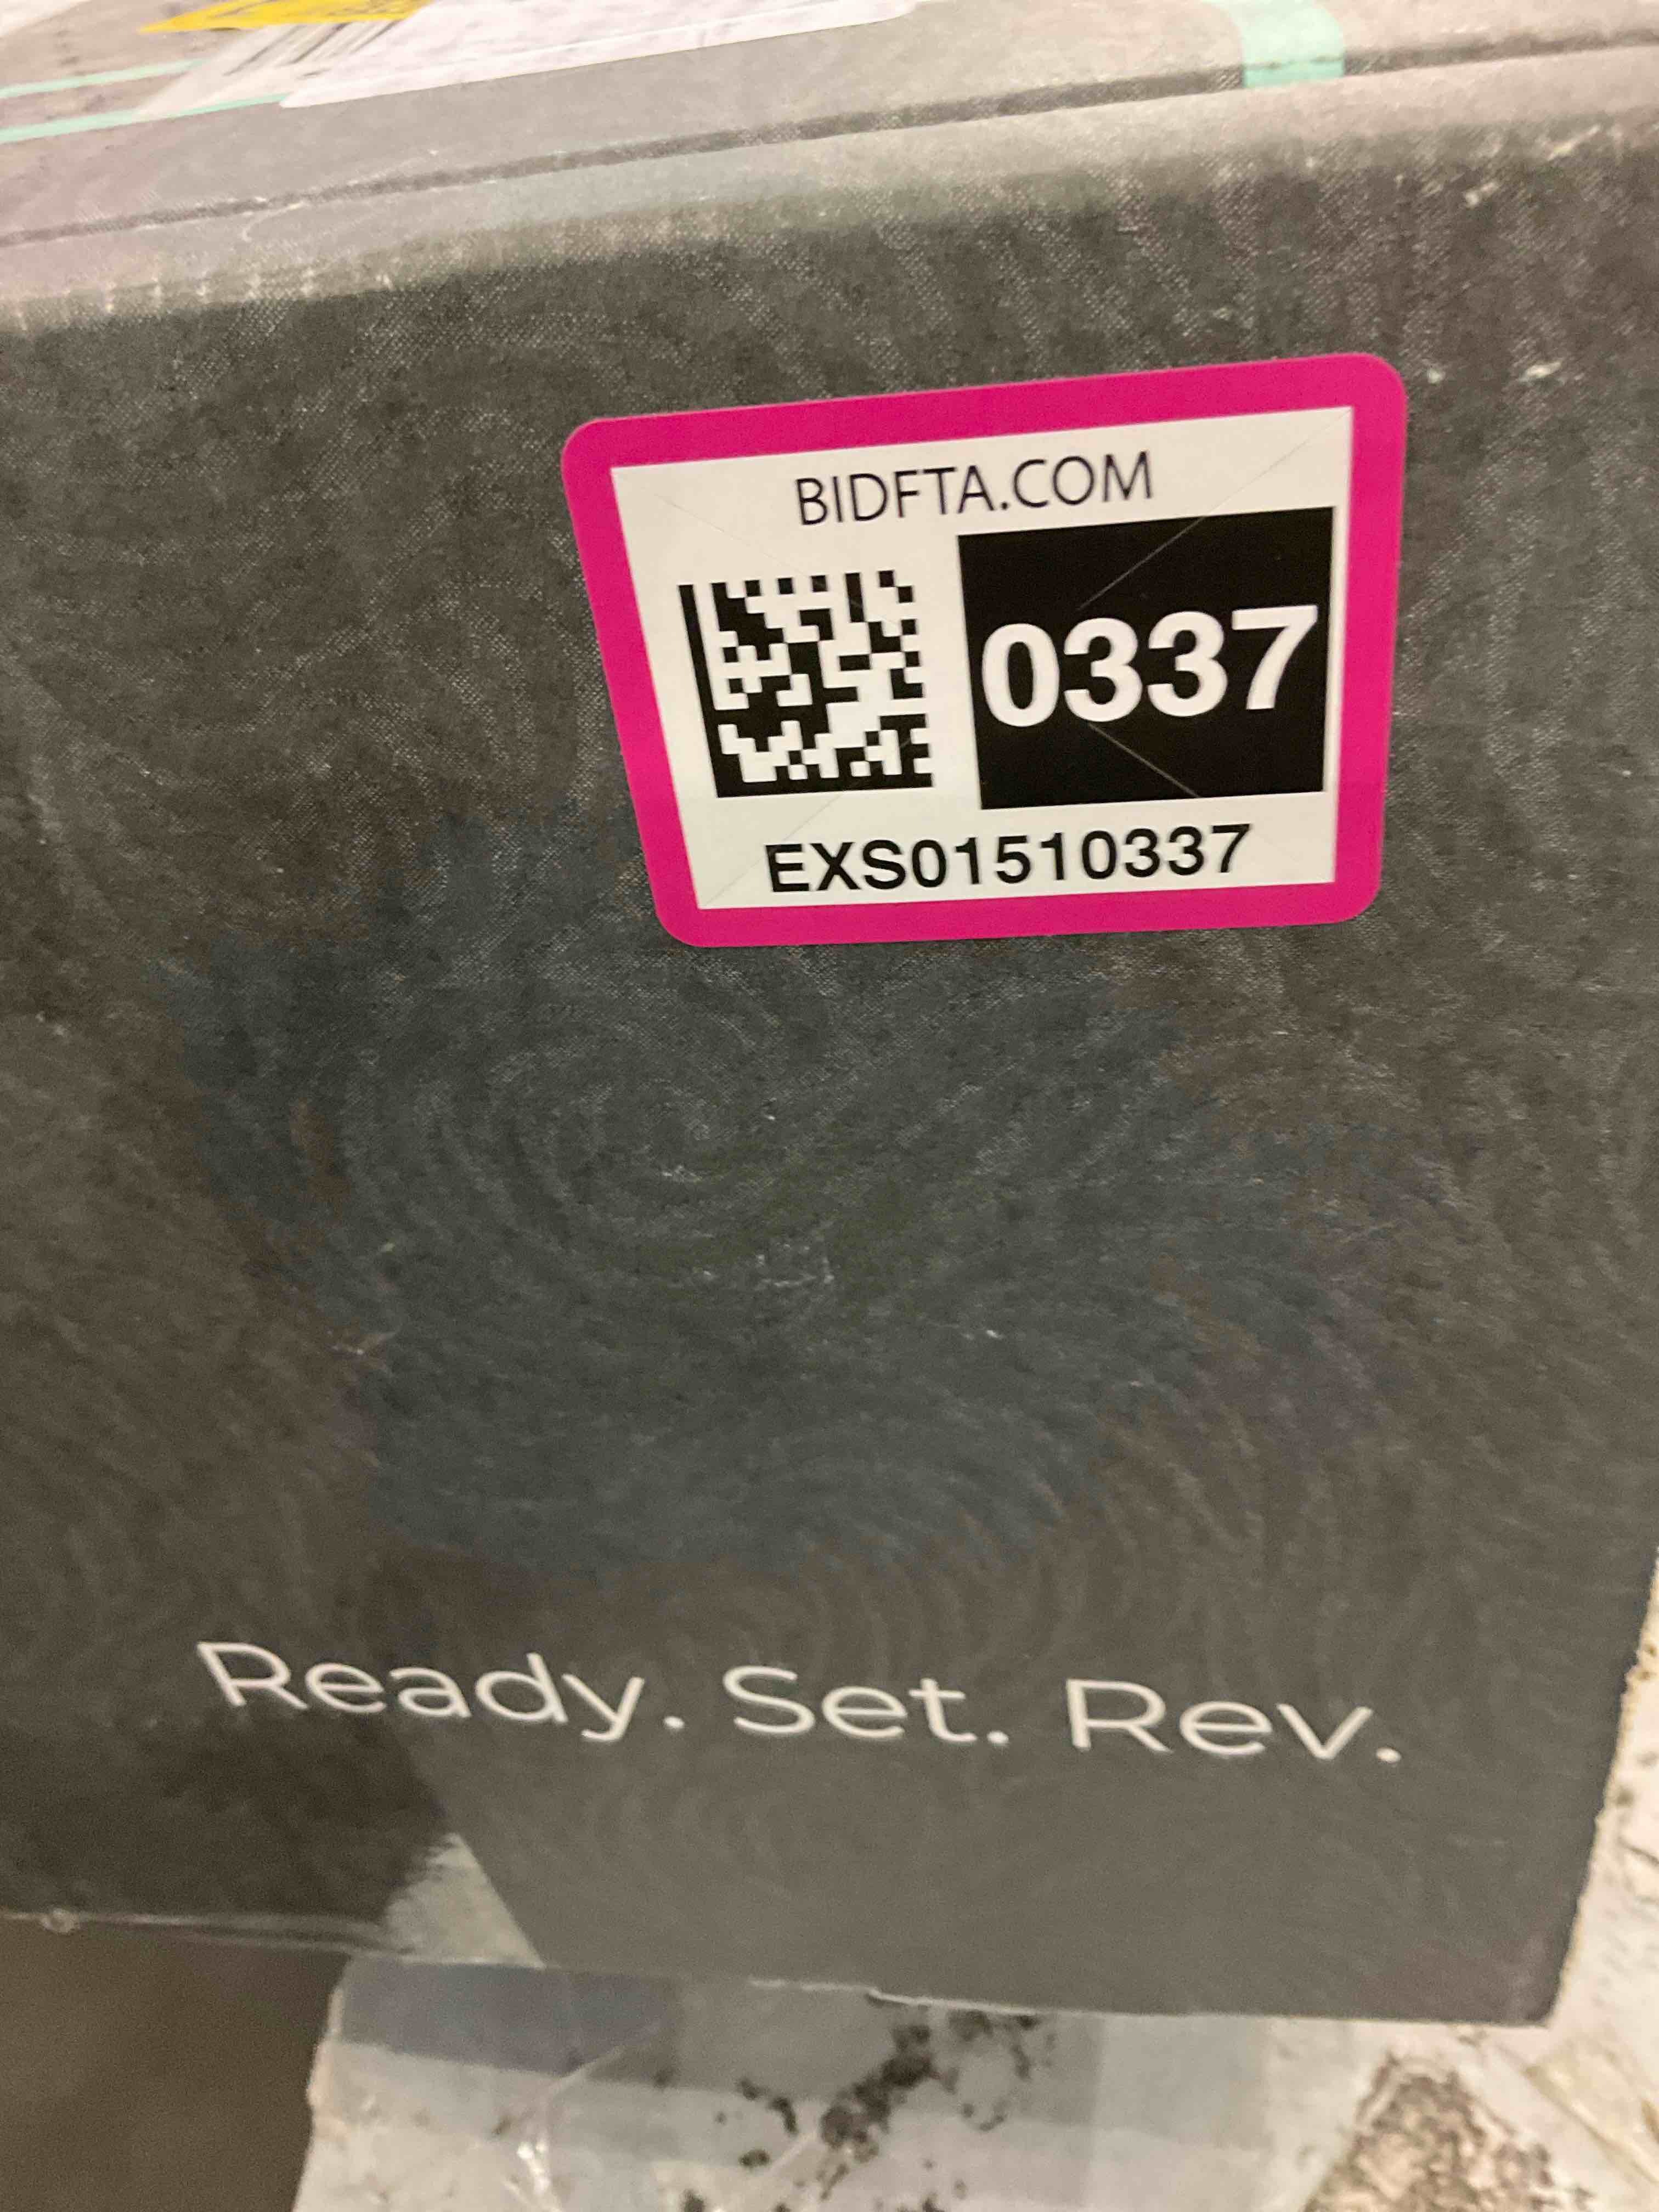 BIDFTA.COM
0337
EXS01510337
Ready. Set. Rev.